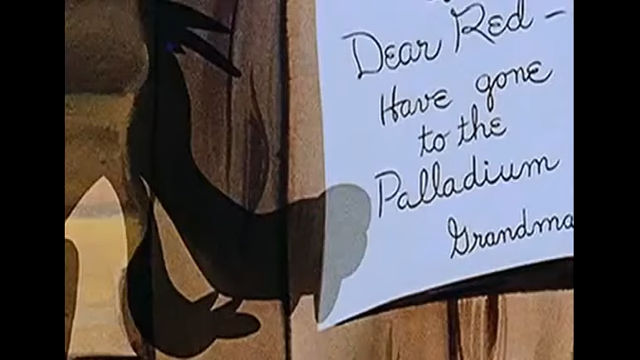 Dear Red –
Have gone
to the
Palladium
Grandma